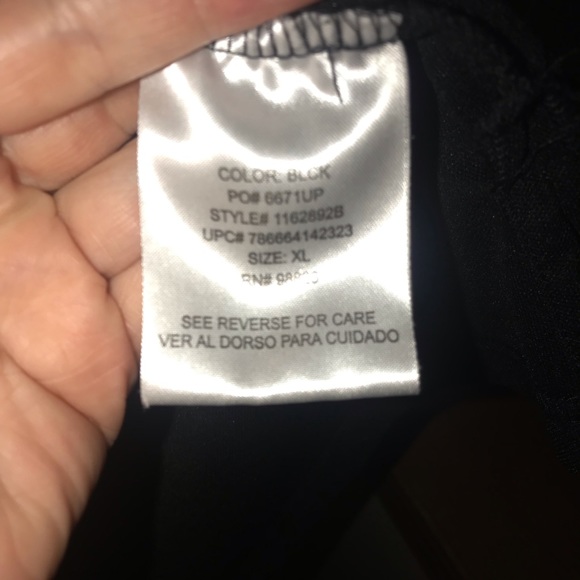 COLOR: BLCK
PO# 6671UP
STYLE# 1162892B
UPC# 786664142323
SIZE: XL
RN#
SEE REVERSE FOR CARE
VER AL DORSO PARA CUIDADO